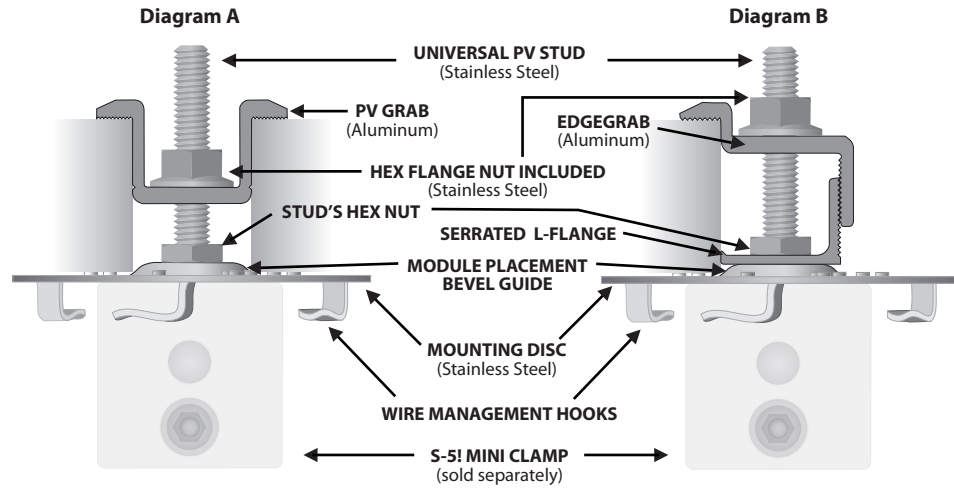 Diagram A
Diagram B
UNIVERSAL PV STUD
(Stainless Steel)
PV GRAB
(Aluminum)
EDGEGRAB
(Aluminum)
HEX FLANGE NUT INCLUDED
(Stainless Steel)
STUD'S HEX NUT
SERRATED L-FLANGE
MODULE PLACEMENT
BEVEL GUIDE
MOUNTING DISC
(Stainless Steel)
WIRE MANAGEMENT HOOKS
S-5! MINI CLAMP
(sold separately)